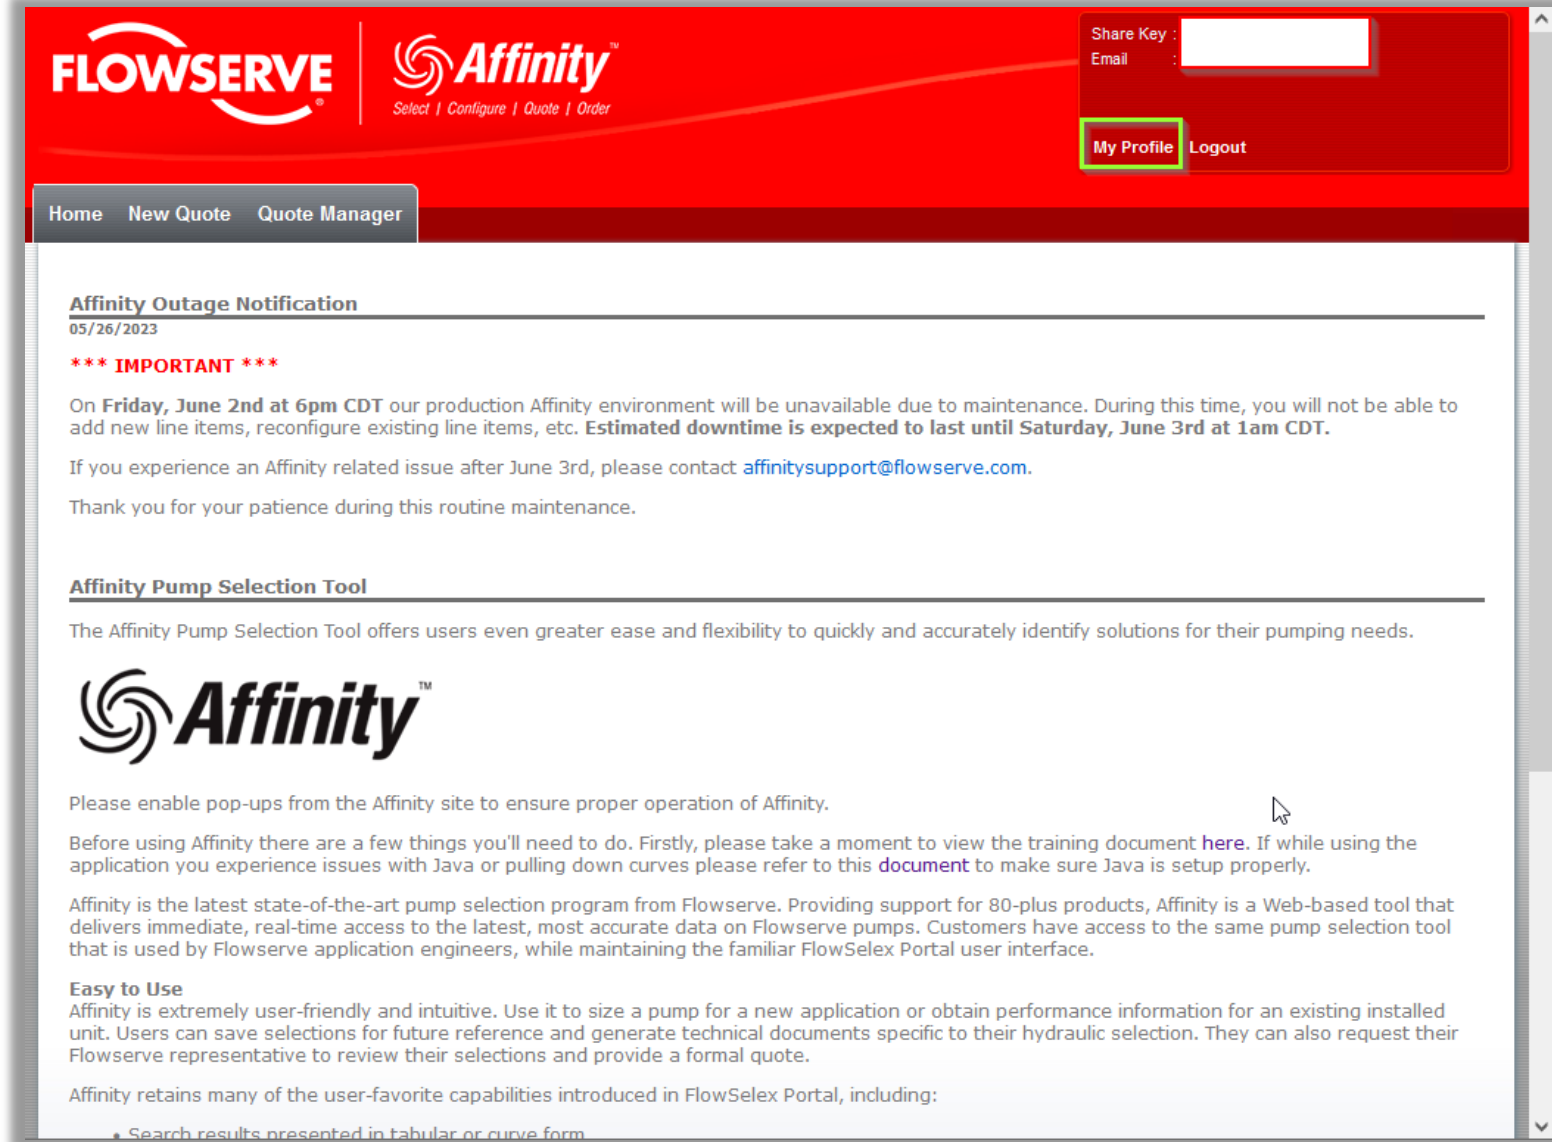 FLOWSERVE
®
Affinity™
Select | Configure | Quote | Order
Share Key :
Email :
My Profile Logout
Home New Quote Quote Manager
Affinity Outage Notification
05/26/2023
*** IMPORTANT ***
On Friday, June 2nd at 6pm CDT our production Affinity environment will be unavailable due to maintenance. During this time, you will not be able to
add new line items, reconfigure existing line items, etc. Estimated downtime is expected to last until Saturday, June 3rd at 1am CDT.
If you experience an Affinity related issue after June 3rd, please contact affinitysupport@flowserve.com.
Thank you for your patience during this routine maintenance.
Affinity Pump Selection Tool
The Affinity Pump Selection Tool offers users even greater ease and flexibility to quickly and accurately identify solutions for their pumping needs.
Affinity™
Please enable pop-ups from the Affinity site to ensure proper operation of Affinity.
Before using Affinity there are a few things you'll need to do. Firstly, please take a moment to view the training document here. If while using the
application you experience issues with Java or pulling down curves please refer to this document to make sure Java is setup properly.
Affinity is the latest state-of-the-art pump selection program from Flowserve. Providing support for 80-plus products, Affinity is a Web-based tool that
delivers immediate, real-time access to the latest, most accurate data on Flowserve pumps. Customers have access to the same pump selection tool
that is used by Flowserve application engineers, while maintaining the familiar FlowSelex Portal user interface.
Easy to Use
Affinity is extremely user-friendly and intuitive. Use it to size a pump for a new application or obtain performance information for an existing installed
unit. Users can save selections for future reference and generate technical documents specific to their hydraulic selection. They can also request their
Flowserve representative to review their selections and provide a formal quote.
Affinity retains many of the user-favorite capabilities introduced in FlowSelex Portal, including:
• Search results presented in tabular or curve form